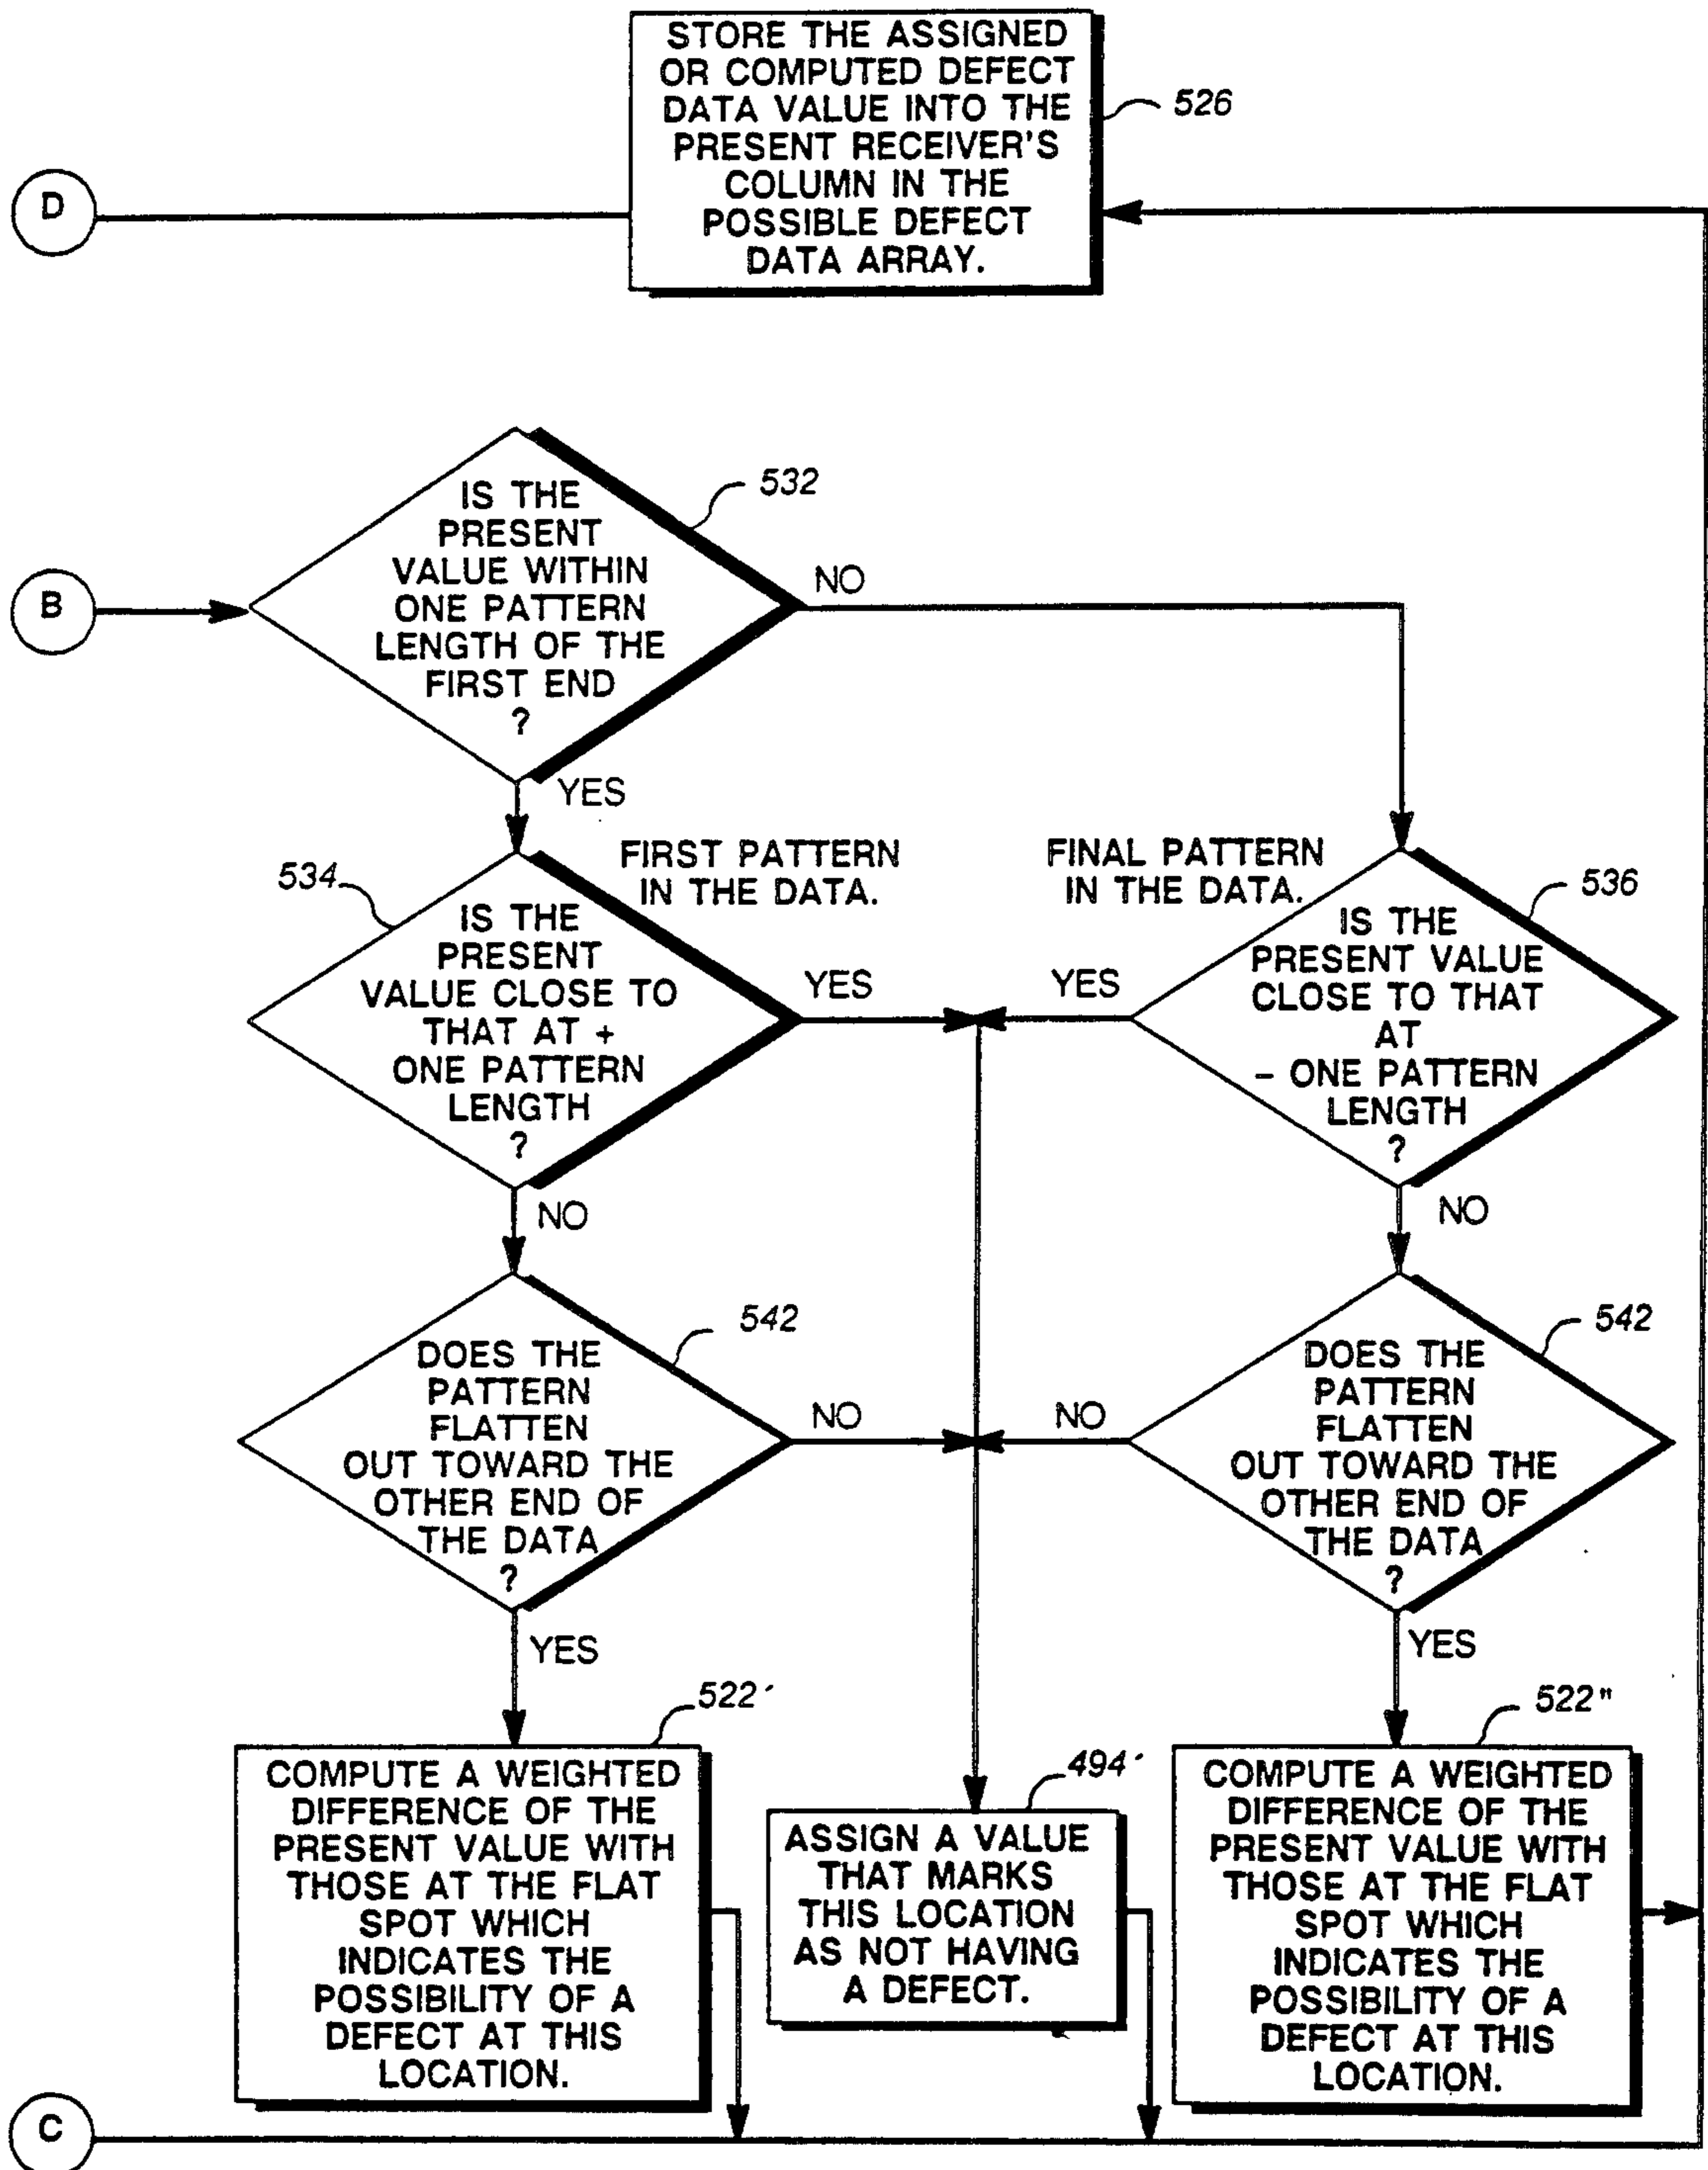 STORE THE ASSIGNED
OR COMPUTED DEFECT
DATA VALUE INTO THE
PRESENT RECEIVER'S
COLUMN IN THE
POSSIBLE DEFECT
DATA ARRAY.
526
D
532
IS THE
PRESENT
VALUE WITHIN
ONE PATTERN
LENGTH OF THE
FIRST END
?
B
NO
YES
534
FIRST PATTERN
IN THE DATA.
IS THE
PRESENT
VALUE CLOSE TO
THAT AT +
ONE PATTERN
LENGTH
?
YES
FINAL PATTERN
IN THE DATA.
536
IS THE
PRESENT VALUE
CLOSE TO THAT
AT
– ONE PATTERN
LENGTH
?
YES
NO
NO
542
DOES THE
PATTERN
FLATTEN
OUT TOWARD THE
OTHER END OF
THE DATA
?
NO
542
DOES THE
PATTERN
FLATTEN
OUT TOWARD THE
OTHER END OF
THE DATA
?
NO
YES
YES
522'
COMPUTE A WEIGHTED
DIFFERENCE OF THE
PRESENT VALUE WITH
THOSE AT THE FLAT
SPOT WHICH
INDICATES THE
POSSIBILITY OF A
DEFECT AT THIS
LOCATION.
494'
ASSIGN A VALUE
THAT MARKS
THIS LOCATION
AS NOT HAVING
A DEFECT.
522"
COMPUTE A WEIGHTED
DIFFERENCE OF THE
PRESENT VALUE WITH
THOSE AT THE FLAT
SPOT WHICH
INDICATES THE
POSSIBILITY OF A
DEFECT AT THIS
LOCATION.
C